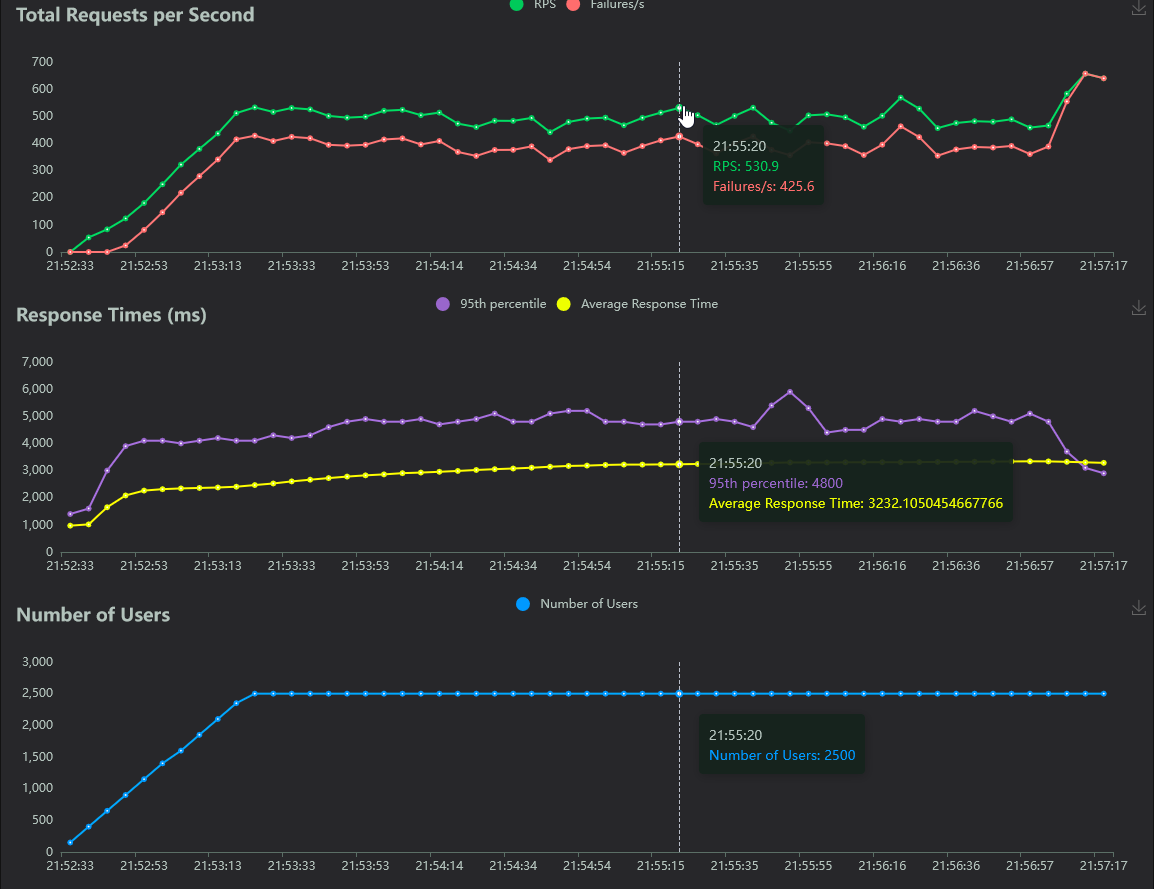 Total Requests per Second
RPS Failures/s
700
600
500
400
300
200
100
0
21:55:20
RPS: 530.9
Failures/s: 425.6
21:52:33 21:52:53 21:53:13 21:53:33 21:53:53 21:54:14 21:54:34 21:54:54 21:55:15 21:55:35 21:55:55 21:56:16 21:56:36 21:56:57 21:57:17
Response Times (ms)
95th percentile Average Response Time
7,000
6,000
5,000
4,000
3,000
2,000
1,000
0
21:55:20
95th percentile: 4800
Average Response Time: 3232.1050454667766
21:52:33 21:52:53 21:53:13 21:53:33 21:53:53 21:54:14 21:54:34 21:54:54 21:55:15 21:55:35 21:55:55 21:56:16 21:56:36 21:56:57 21:57:17
Number of Users
Number of Users
3,000
2,500
2,000
1,500
1,000
500
0
21:55:20
Number of Users: 2500
21:52:33 21:52:53 21:53:13 21:53:33 21:53:53 21:54:14 21:54:34 21:54:54 21:55:15 21:55:35 21:55:55 21:56:16 21:56:36 21:56:57 21:57:17